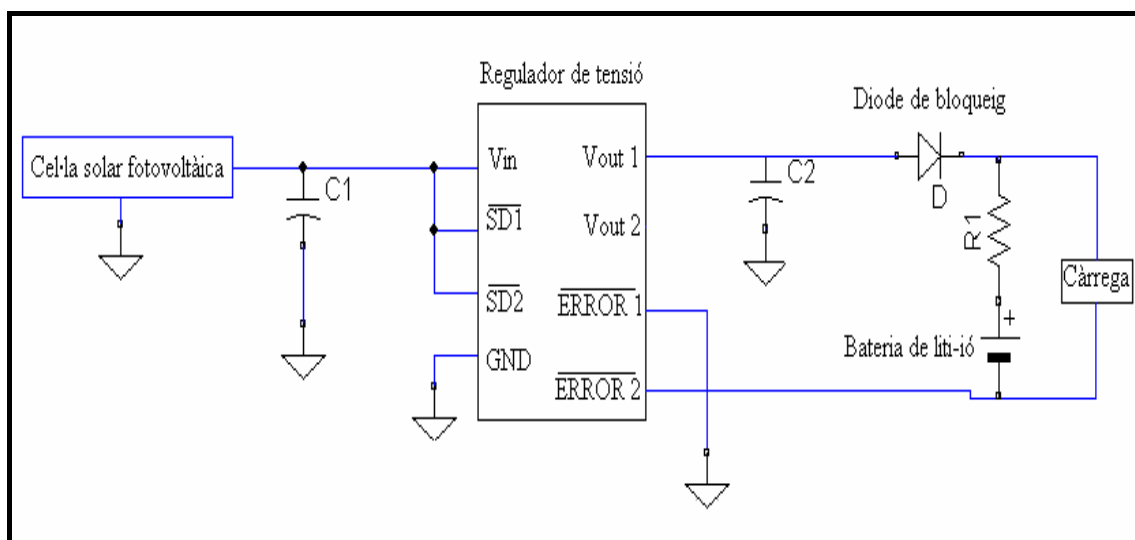 Regulador de tensió
Diode de bloqueig
Cel·la solar fotovoltàica
Vin
Vout 1
C1
C2
D
SD1
Vout 2
R1
Càrrega
SD2
ERROR 1
+
Bateria de liti-ió
GND
ERROR 2